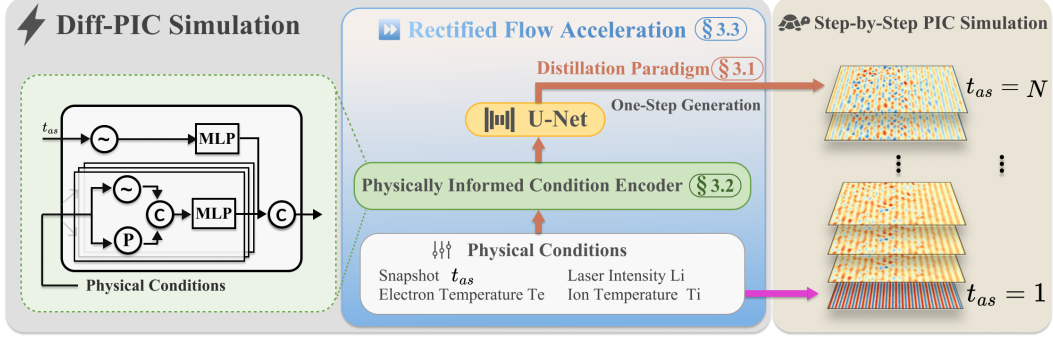 Diff-PIC Simulation
t_as
~
MLP
~
C
MLP
C
P
Physical Conditions
Rectified Flow Acceleration § 3.3
Distillation Paradigm § 3.1
One-Step Generation
U-Net
Physically Informed Condition Encoder § 3.2
Physical Conditions
Snapshot t_as
Laser Intensity Li
Electron Temperature Te
Ion Temperature Ti
Step-by-Step PIC Simulation
t_as = N
t_as = 1